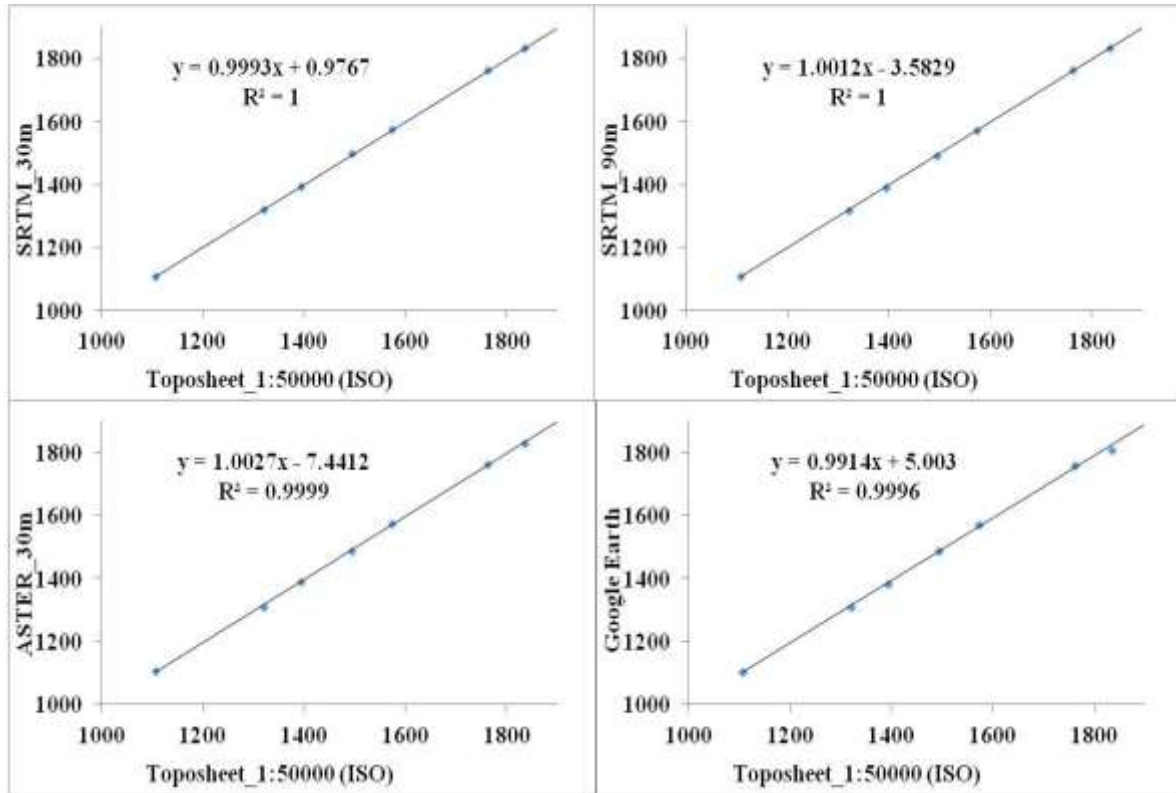 SRTM_30m
1800
1600
1400
1200
1000
y = 0.9993x + 0.9767
R² = 1
1000 1200 1400 1600 1800
Toposheet_1:50000 (ISO)
SRTM_90m
1800
1600
1400
1200
1000
y = 1.0012x - 3.5829
R² = 1
1000 1200 1400 1600 1800
Toposheet_1:50000 (ISO)
ASTER_30m
1800
1600
1400
1200
1000
y = 1.0027x - 7.4412
R² = 0.9999
1000 1200 1400 1600 1800
Toposheet_1:50000 (ISO)
Google Earth
1800
1600
1400
1200
1000
y = 0.9914x + 5.003
R² = 0.9996
1000 1200 1400 1600 1800
Toposheet_1:50000 (ISO)